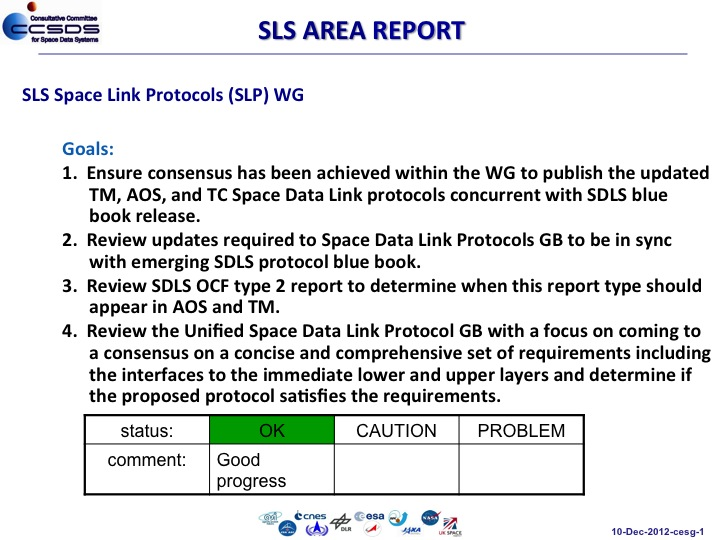 Consultative Committee
CCSDS
for Space Data Systems
SLS AREA REPORT
SLS Space Link Protocols (SLP) WG
Goals:
1. Ensure consensus has been achieved within the WG to publish the updated
TM, AOS, and TC Space Data Link protocols concurrent with SDLS blue
book release.
2. Review updates required to Space Data Link Protocols GB to be in sync
with emerging SDLS protocol blue book.
3. Review SDLS OCF type 2 report to determine when this report type should
appear in AOS and TM.
4. Review the Unified Space Data Link Protocol GB with a focus on coming to
a consensus on a concise and comprehensive set of requirements including
the interfaces to the immediate lower and upper layers and determine if
the proposed protocol satisfies the requirements.
status: OK CAUTION PROBLEM
comment: Good
progress
cnes
DLR
esa
JAXA
NASA
UK SPACE
10-Dec-2012-cesg-1